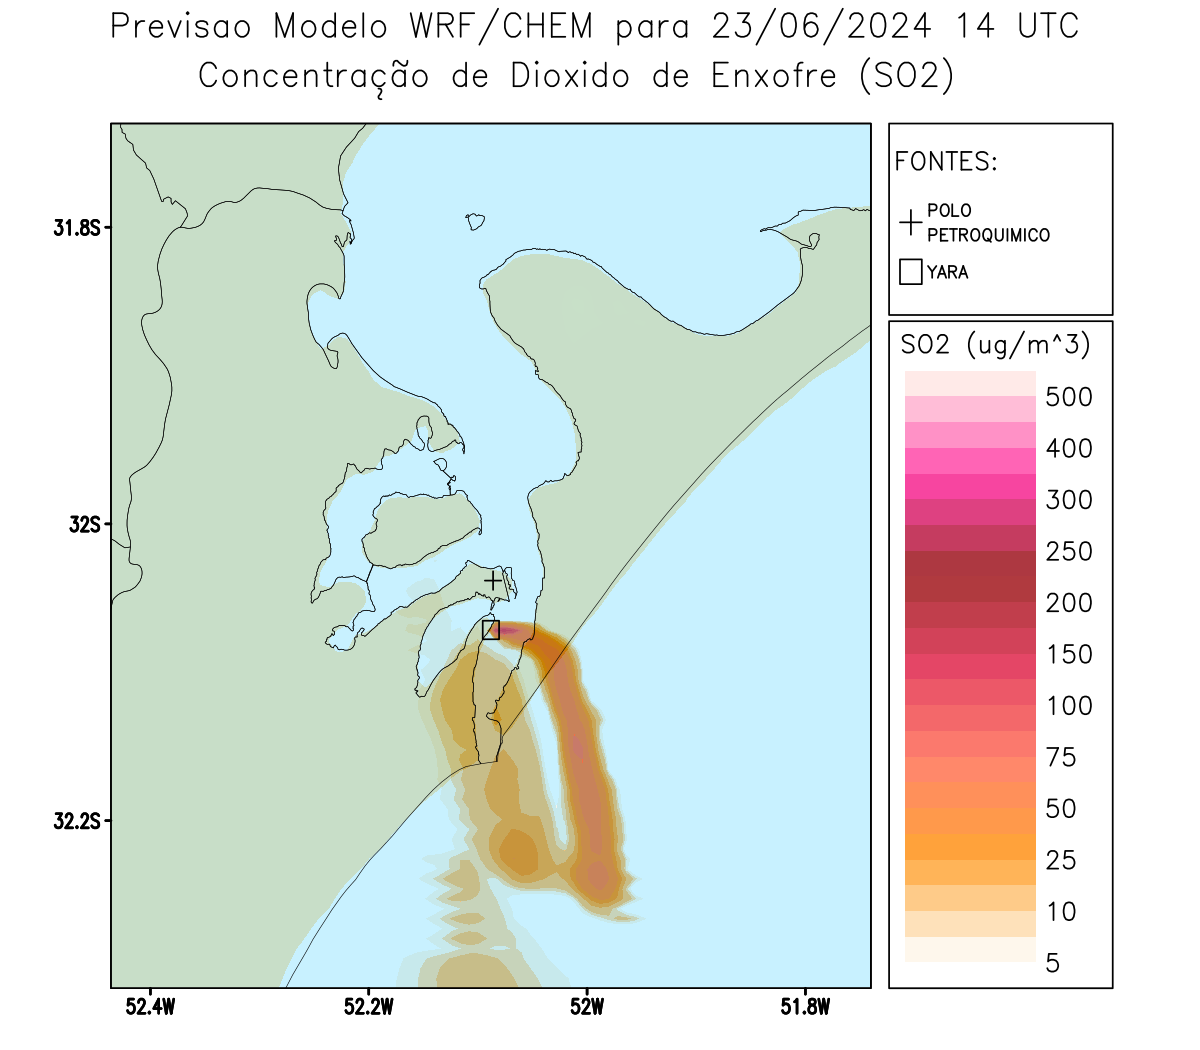 Previsao Modelo WRF/CHEM para 23/06/2024 14 UTC
Concentração de Dioxido de Enxofre (SO2)
FONTES:
POLO
PETROQUIMICO
YARA
SO2 (ug/m^3)
500
400
300
250
200
150
100
75
50
25
10
5
31.8S
32S
32.2S
52.4W
52.2W
52W
51.8W